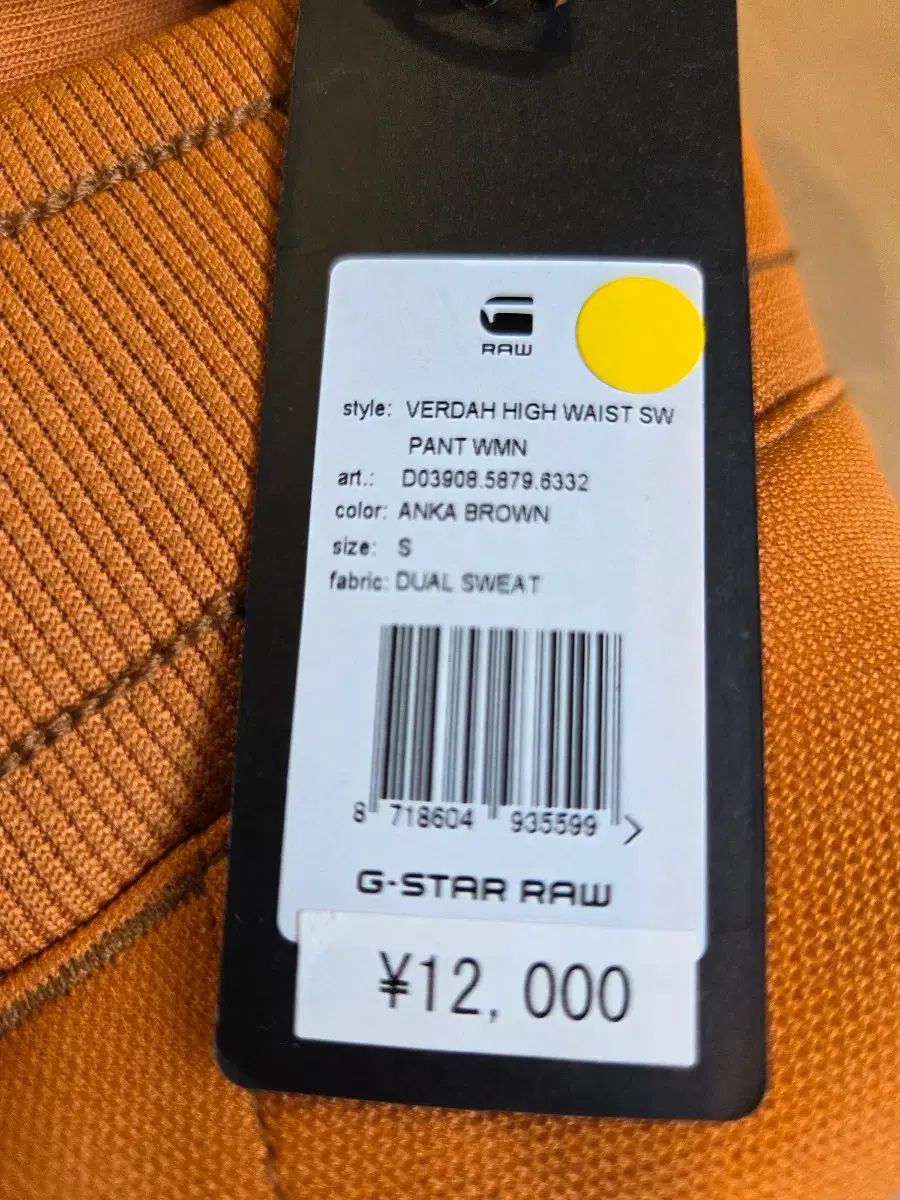 RAW
style: VERDAH HIGH WAIST SW
PANT WMN
art.: D03908.5879.6332
color: ANKA BROWN
size: S
fabric: DUAL SWEAT
8 718604 935599 >
G-STAR RAW
¥12, 000